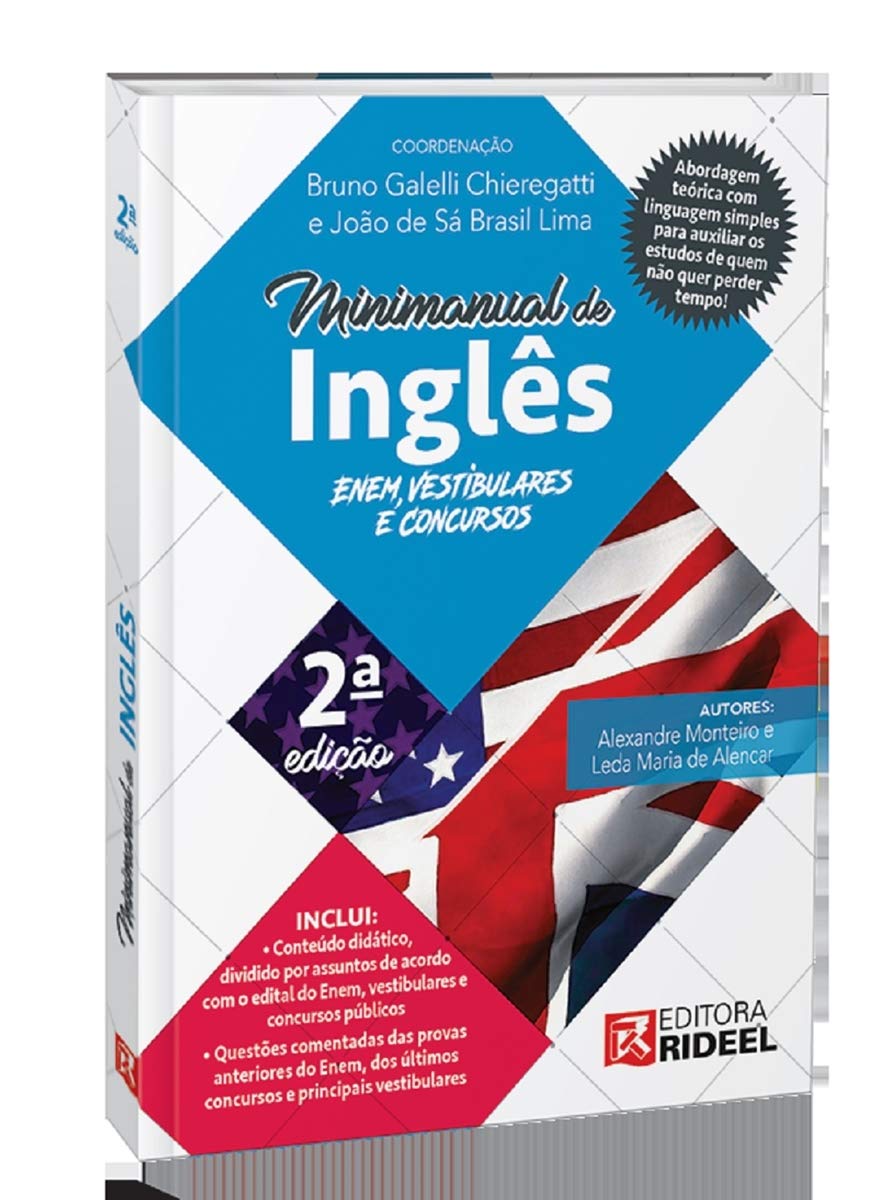 COORDENAÇÃO
Bruno Galelli Chieregatti
e João de Sá Brasil Lima
Abordagem
teórica com
linguagem simples
para auxiliar os
estudos de quem
não quer perder
tempo!
Minimanual de
Inglês
ENEM, VESTIBULARES
E CONCURSOS
2ª
edição
AUTORES:
Alexandre Monteiro e
Leda Maria de Alencar
INCLUI:
• Conteúdo didático,
dividido por assuntos de acordo
com o edital do Enem, vestibulares e
concursos públicos
• Questões comentadas das provas
anteriores do Enem, dos últimos
concursos e principais vestibulares
EDITORA
RIDEEL
2ª
edição
Minimanual de INGLÊS